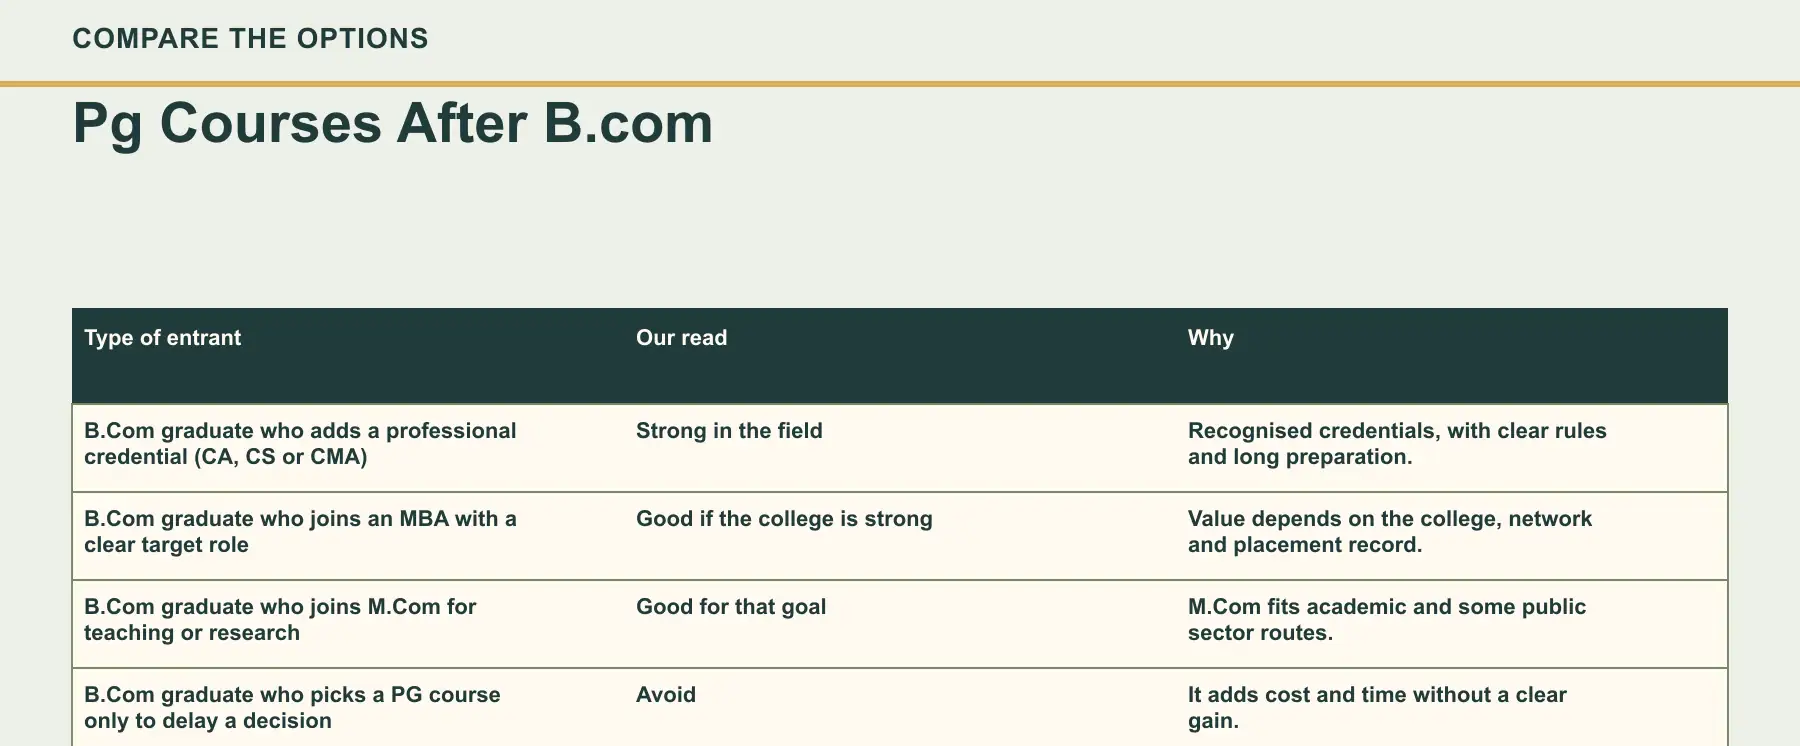 COMPARE THE OPTIONS
Pg Courses After B.com
Type of entrant
Our read
Why
B.Com graduate who adds a professional
credential (CA, CS or CMA)
Strong in the field
Recognised credentials, with clear rules
and long preparation.
B.Com graduate who joins an MBA with a
clear target role
Good if the college is strong
Value depends on the college, network
and placement record.
B.Com graduate who joins M.Com for
teaching or research
Good for that goal
M.Com fits academic and some public
sector routes.
B.Com graduate who picks a PG course
only to delay a decision
Avoid
It adds cost and time without a clear
gain.